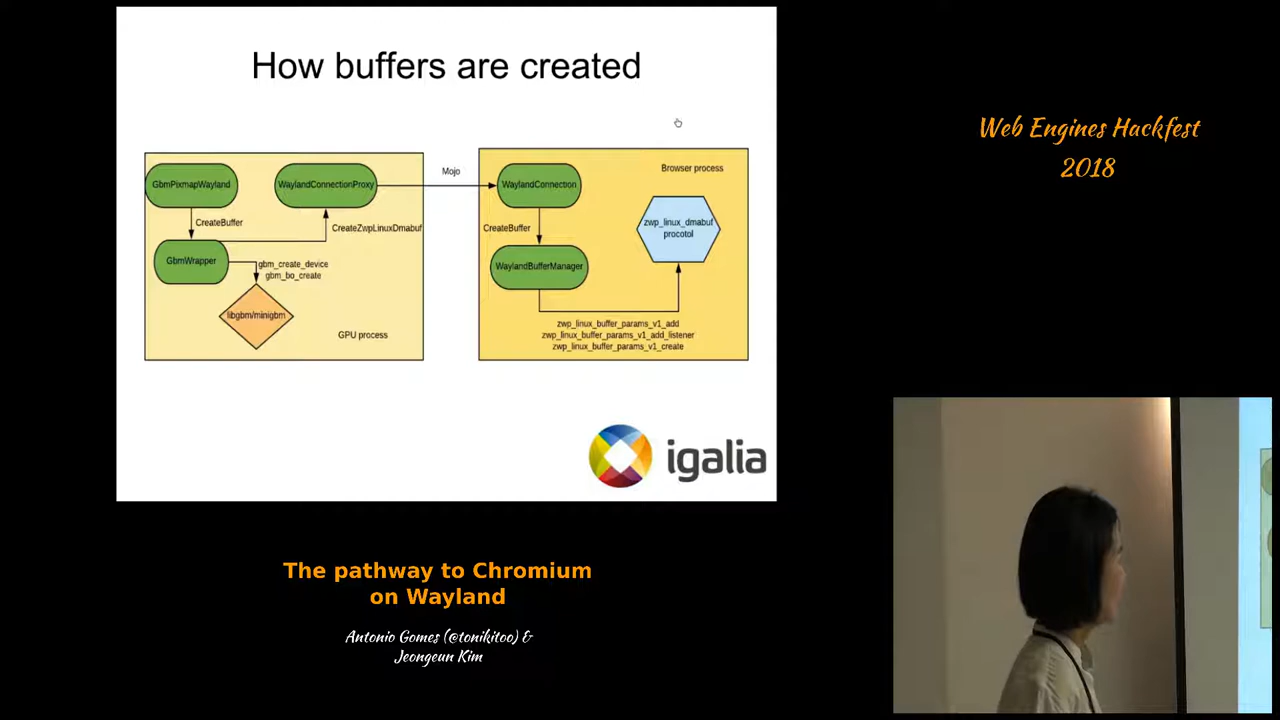 How buffers are created
GbmPixmapWayland
WaylandConnectionProxy
CreateBuffer
CreateZwpLinuxDmabuf
GbmWrapper
gbm_create_device
gbm_bo_create
libgbm/minigbm
GPU process
Mojo
WaylandConnection
Browser process
CreateBuffer
zwp_linux_dmabuf
procotol
WaylandBufferManager
zwp_linux_buffer_params_v1_add
zwp_linux_buffer_params_v1_add_listener
zwp_linux_buffer_params_v1_create
igalia
Web Engines Hackfest
2018
The pathway to Chromium
on Wayland
Antonio Gomes (@tonikitoo) &
Jeongeun Kim